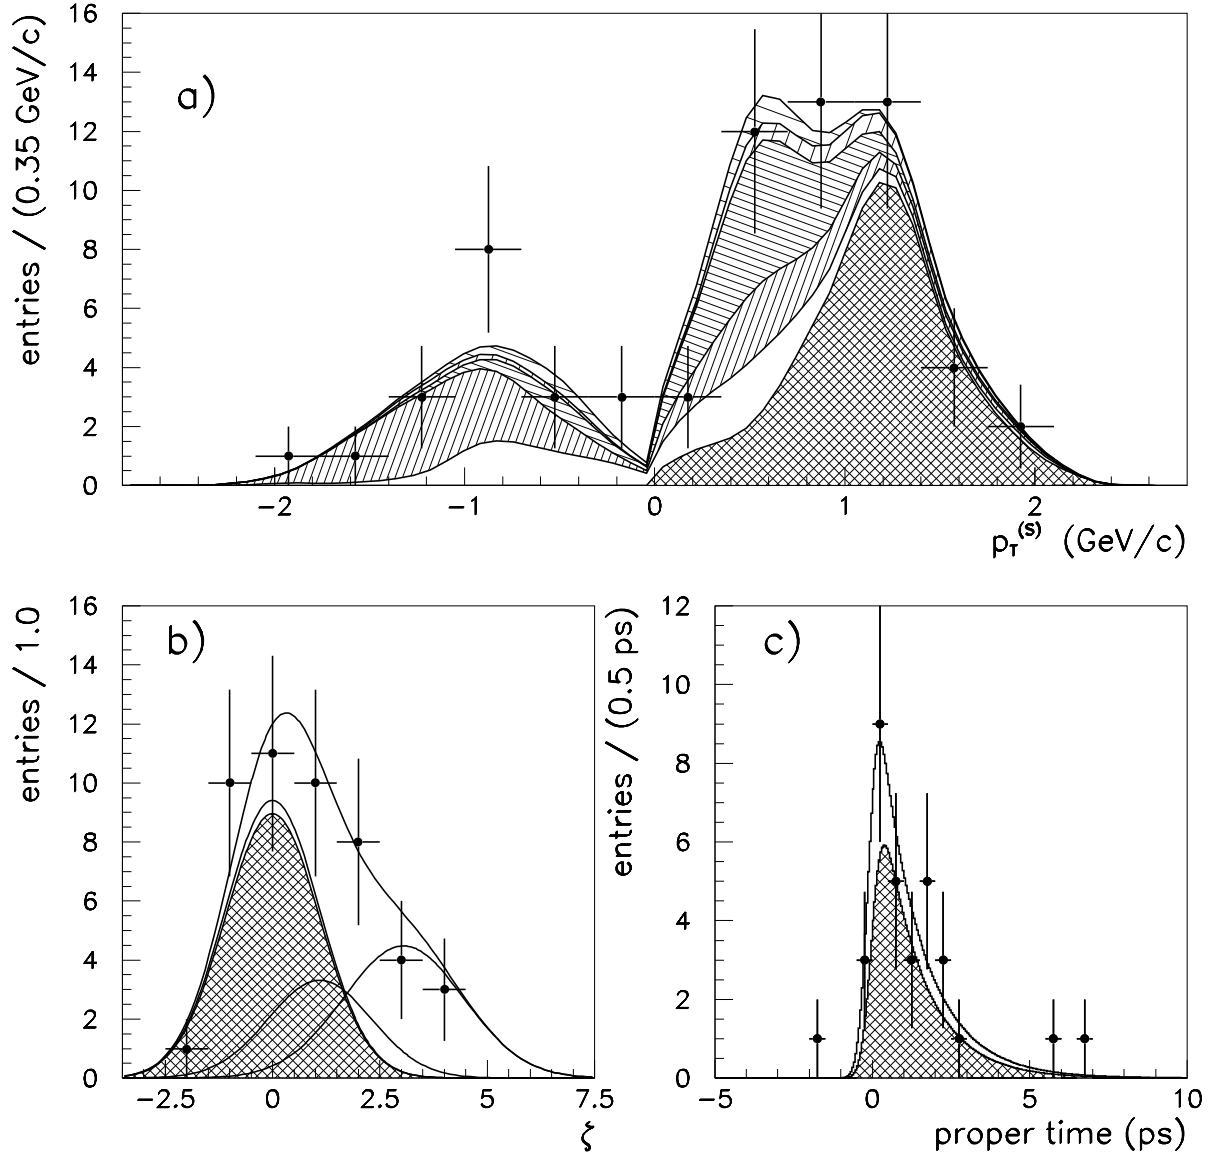 a)
entries / (0.35 GeV/c)
16
14
12
10
8
6
4
2
0
−2 −1 0 1 2
p_T^(S) (GeV/c)
b)
entries / 1.0
16
14
12
10
8
6
4
2
0
−2.5 0 2.5 5 7.5
ζ
c)
entries / (0.5 ps)
12
10
8
6
4
2
0
−5 0 5 10
proper time (ps)